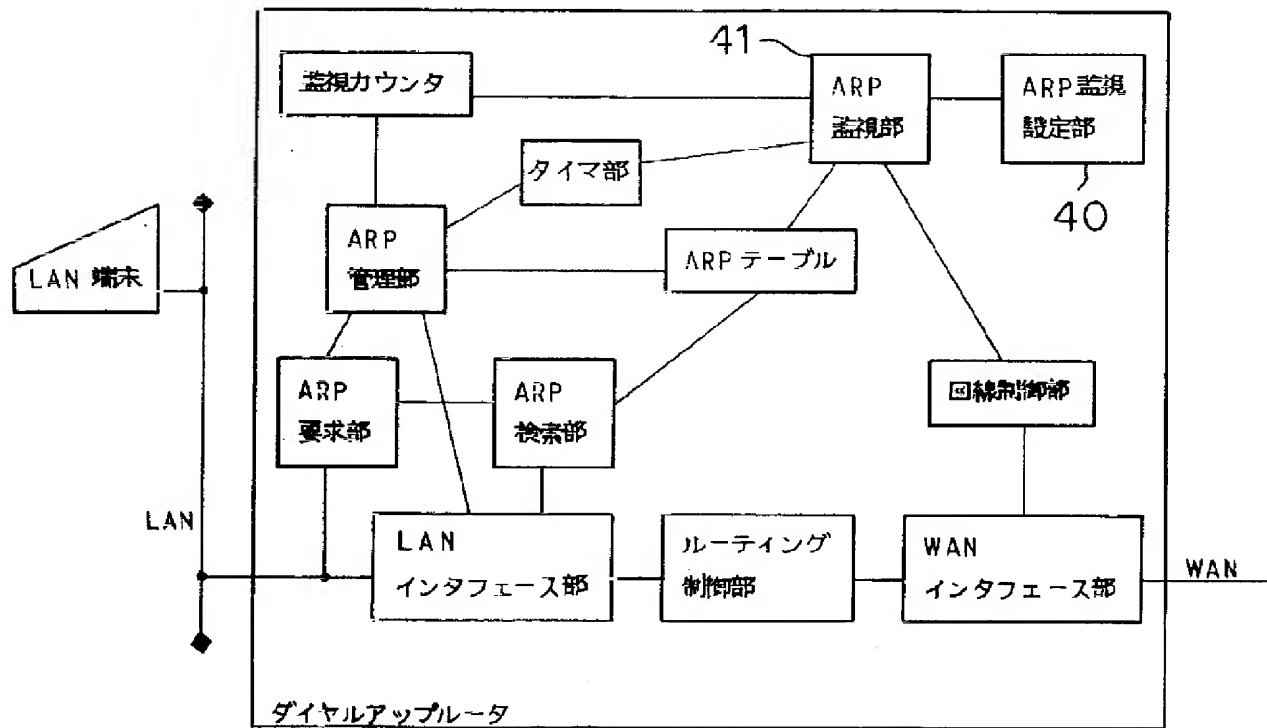 41
監視カウンタ
ARP
監視部
ARP監視
設定部
タイマ部
40
LAN 端末
ARP
管理部
ARP テーブル
ARP
要求部
ARP
検索部
回線制御部
LAN
LAN
インタフェース部
ルーティング
制御部
WAN
インタフェース部
WAN
ダイヤルアップルータ